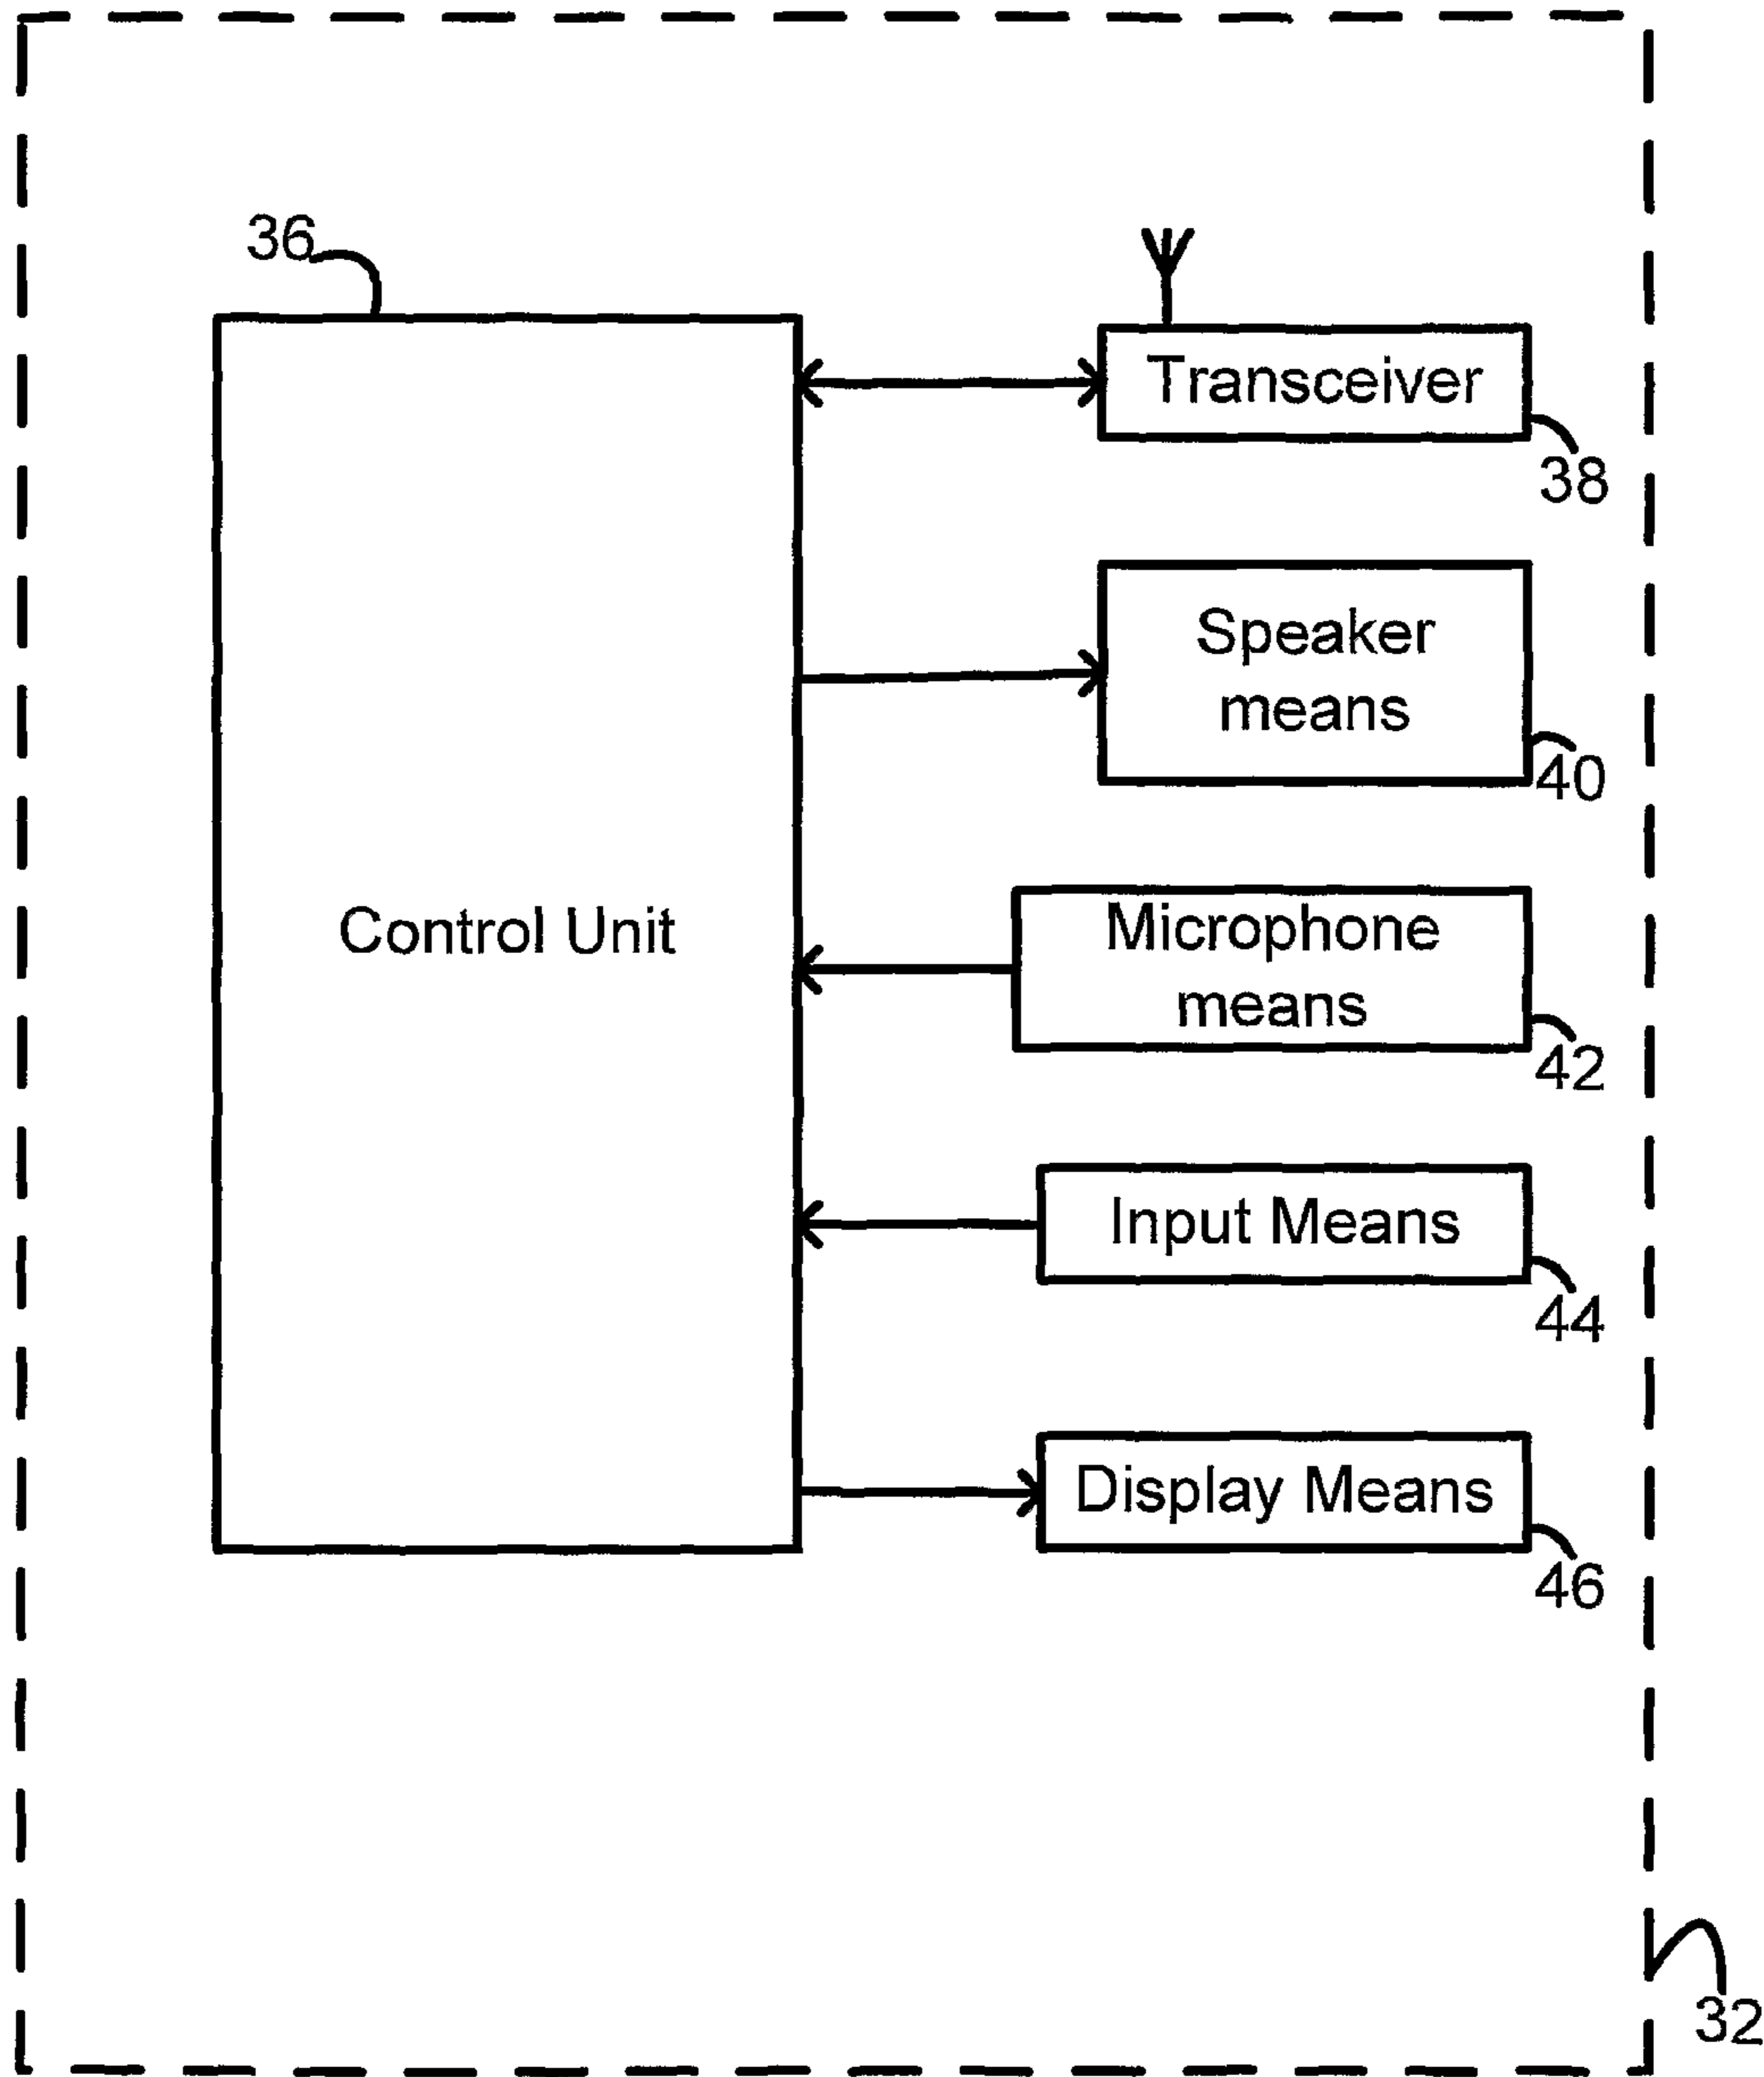 36
Transceiver
38
Speaker
means
40
Control Unit
Microphone
means
42
Input Means
44
Display Means
46
32